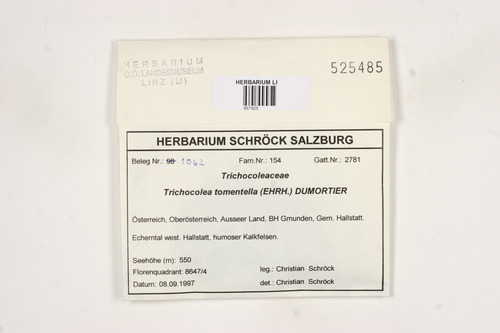 HERBARIUM
O.Ö. LANDESMUSEUM
LINZ (LI)
HERBARIUM LI
525485
HERBARIUM SCHRÖCK SALZBURG
Beleg Nr.: 98 1062 Fam.Nr.: 154 Gatt.Nr.: 2781
Trichocoleaceae
Trichocolea tomentella (EHRH.) DUMORTIER
Österreich, Oberösterreich, Ausseer Land, BH Gmunden, Gem. Hallstatt.
Echerntal west. Hallstatt, humoser Kalkfelsen.
Seehöhe (m): 550
Florenquadrant: 8647/4 leg.: Christian Schröck
Datum: 08.09.1997 det.: Christian Schröck